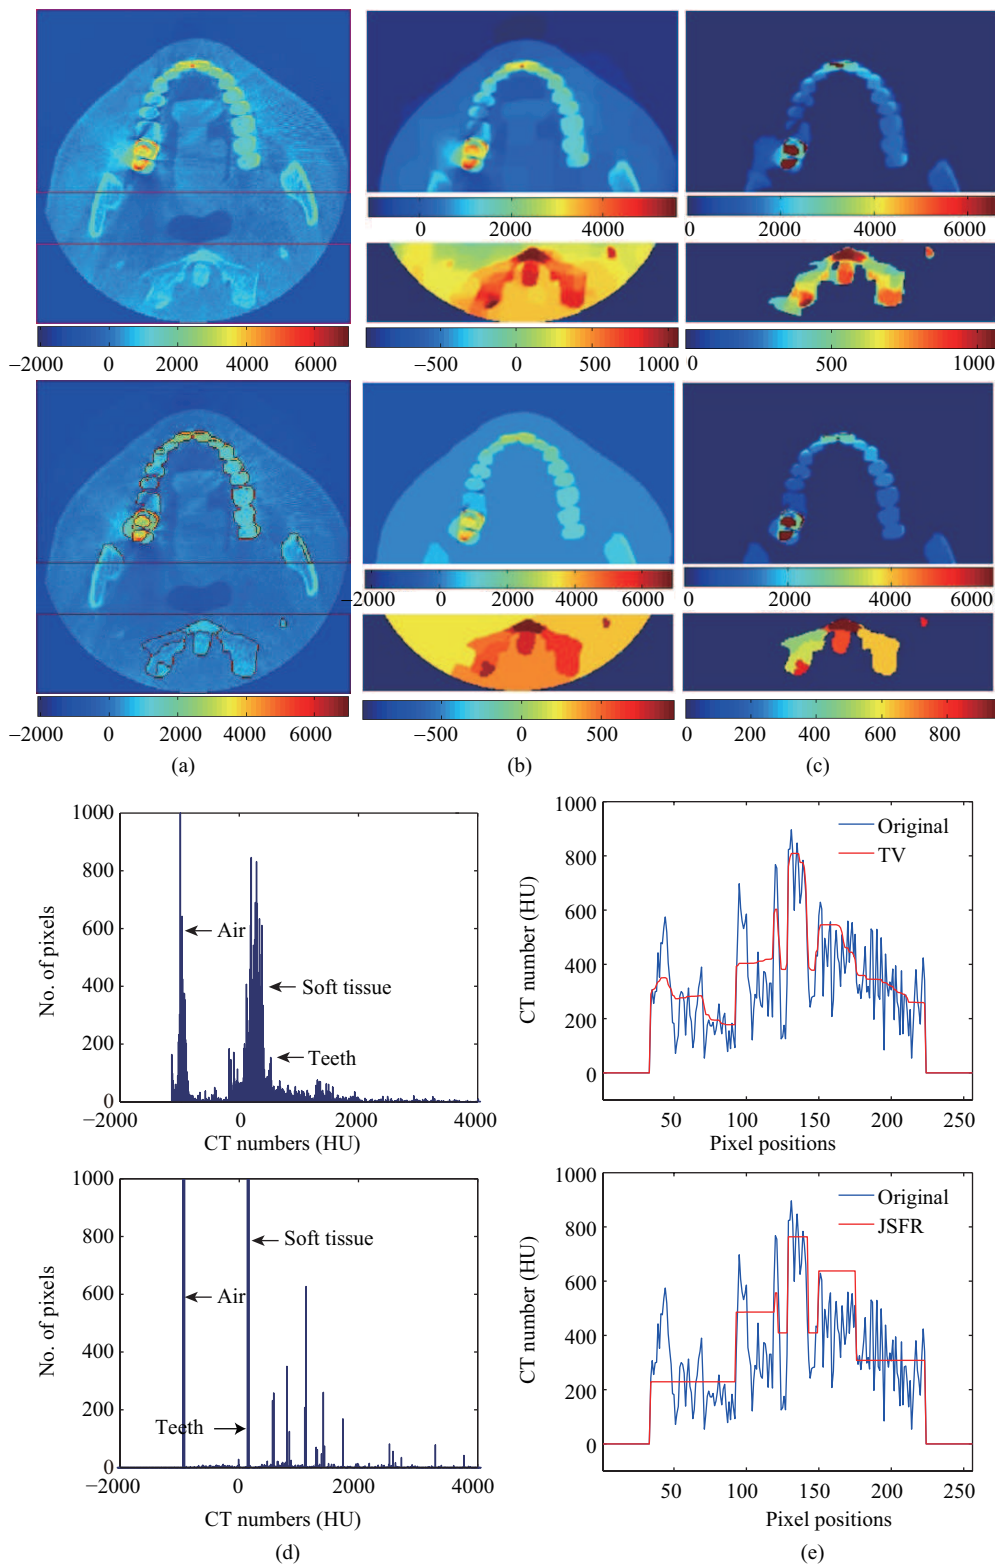 0 2000 4000
0 2000 4000 6000
−2000 0 2000 4000 6000
−500 0 500 1000
0 500 1000
−2000 0 2000 4000 6000
0 2000 4000 6000
−2000 0 2000 4000 6000
−500 0 500
0 200 400 600 800
(a)
(b)
(c)
1000
800
600
400
200
0
No. of pixels
Air
Soft tissue
Teeth
−2000 0 2000 4000
CT numbers (HU)
1000
800
600
400
200
0
CT number (HU)
Original
TV
50 100 150 200 250
Pixel positions
1000
800
600
400
200
0
No. of pixels
Soft tissue
Air
Teeth
−2000 0 2000 4000
CT numbers (HU)
(d)
1000
800
600
400
200
0
CT number (HU)
Original
JSFR
50 100 150 200 250
Pixel positions
(e)